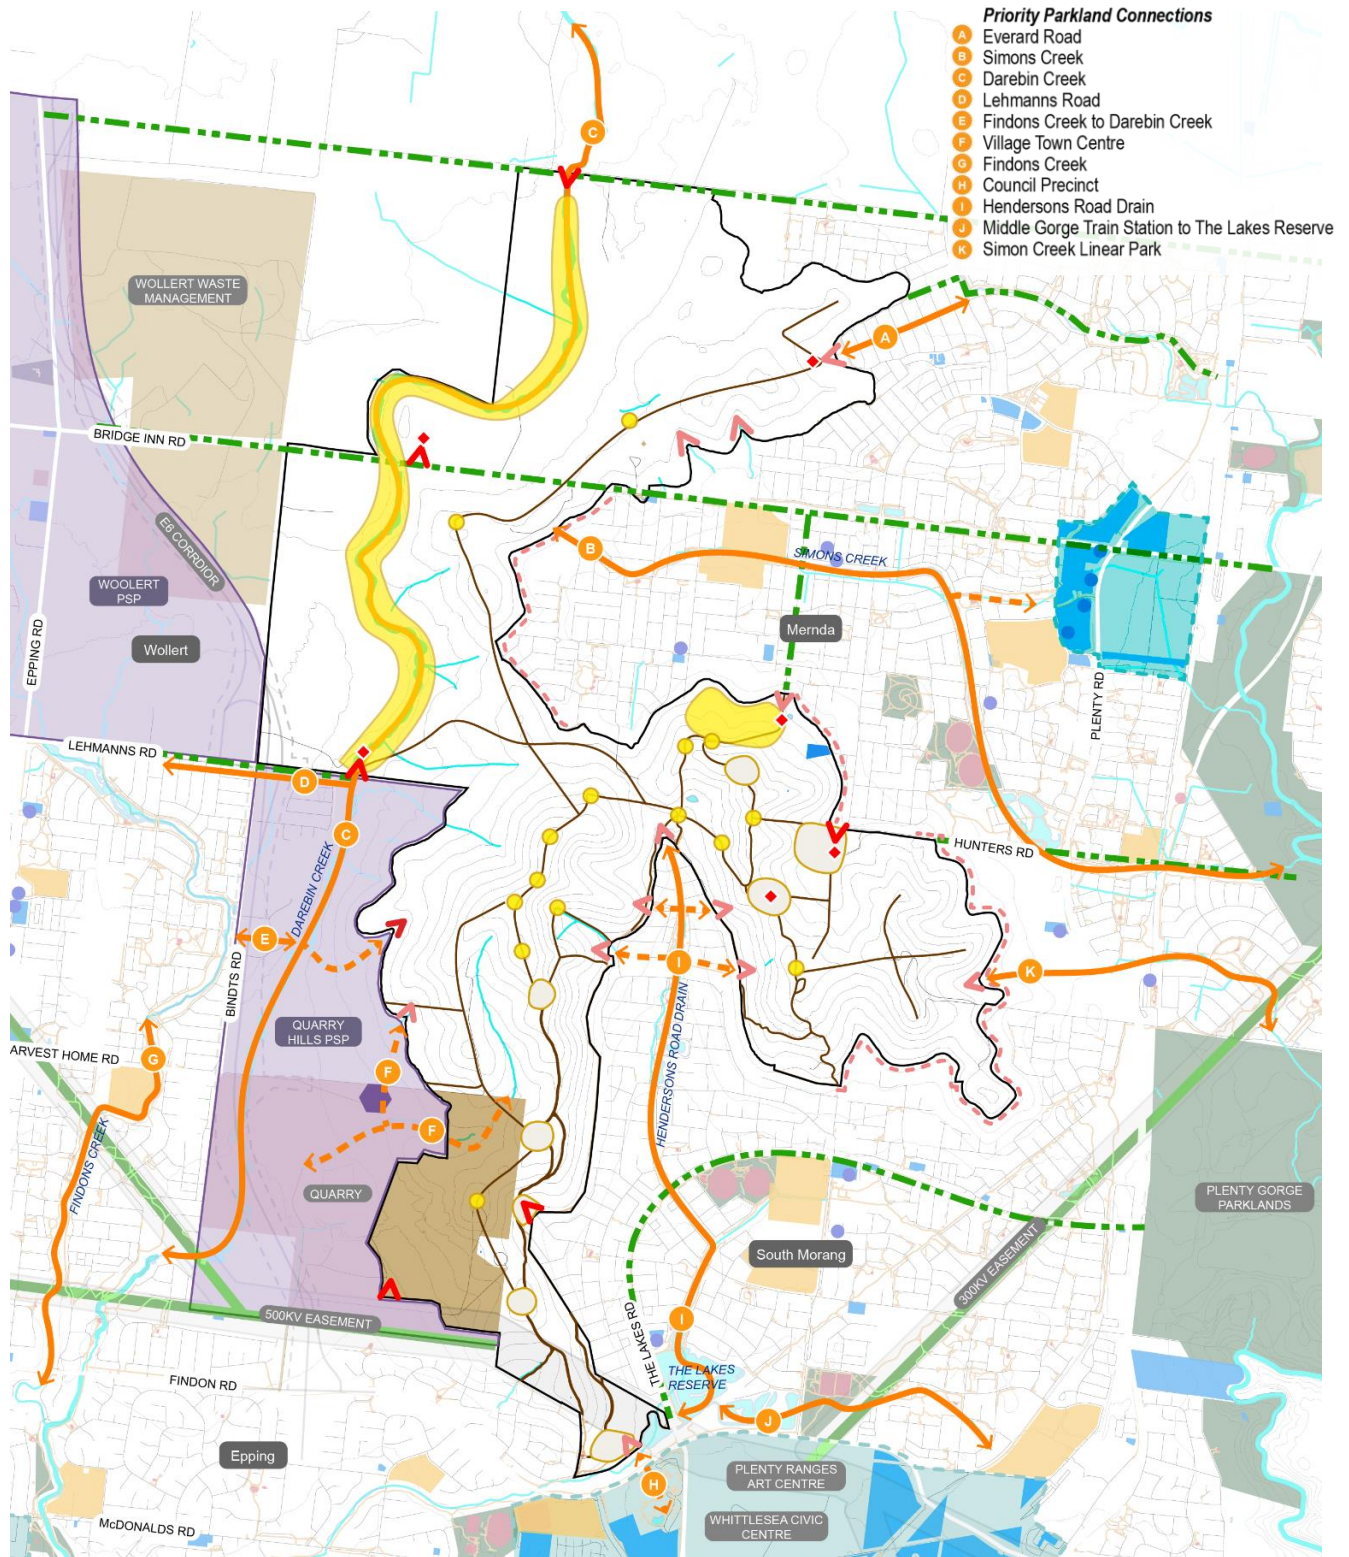 Priority Parkland Connections
A Everard Road
B Simons Creek
C Darebin Creek
D Lehmanns Road
E Findons Creek to Darebin Creek
F Village Town Centre
G Findons Creek
H Council Precinct
I Hendersons Road Drain
J Middle Gorge Train Station to The Lakes Reserve
K Simon Creek Linear Park
C
WOLLERT WASTE
MANAGEMENT
A
BRIDGE INN RD
E6 CORRDIOR
B
SIMONS CREEK
WOOLERT
PSP
Wollert
EPPING RD
Mernda
PLENTY RD
LEHMANNS RD
D
C
HUNTERS RD
DAREBIN CREEK
E
BINDTS RD
I
K
HENDERSONS ROAD DRAIN
QUARRY
HILLS PSP
ARVEST HOME RD
G
F
F
FINDONS CREEK
QUARRY
PLENTY GORGE
PARKLANDS
South Morang
300KV EASEMENT
500KV EASEMENT
I
THE LAKES RD
THE LAKES
RESERVE
FINDON RD
J
Epping
H
PLENTY RANGES
ART CENTRE
WHITTLESEA CIVIC
CENTRE
McDONALDS RD